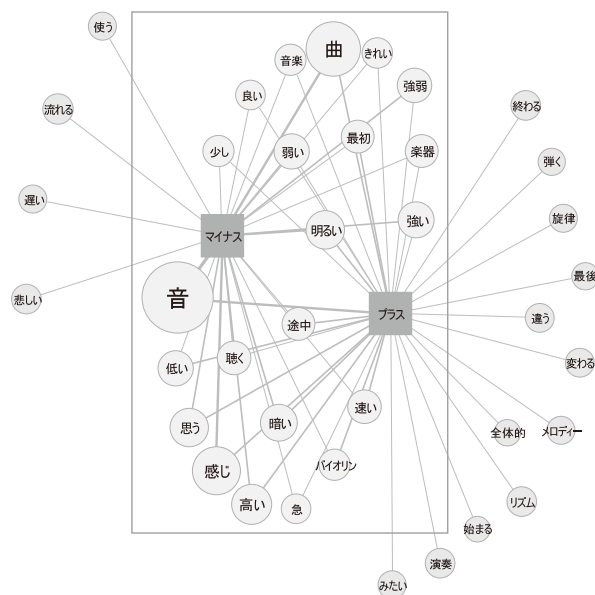 使う
曲
音楽
きれい
良い
強弱
流れる
終わる
少し
弱い
最初
楽器
弾く
遅い
明るい
強い
旋律
マイナス
悲しい
音
最後
プラス
途中
違う
低い
聴く
変わる
思う
暗い
速い
全体的
メロディー
感じ
バイオリン
高い
急
リズム
始まる
演奏
みたい